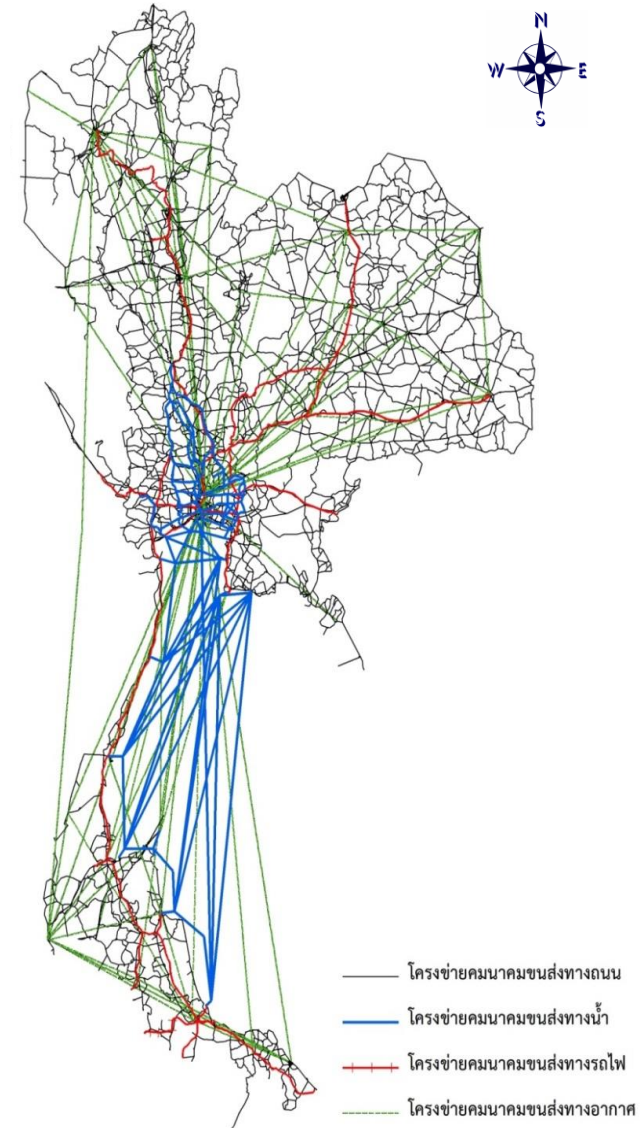 N
W E
S
โครงข่ายคมนาคมขนส่งทางถนน
โครงข่ายคมนาคมขนส่งทางน้ำ
โครงข่ายคมนาคมขนส่งทางรถไฟ
โครงข่ายคมนาคมขนส่งทางอากาศ